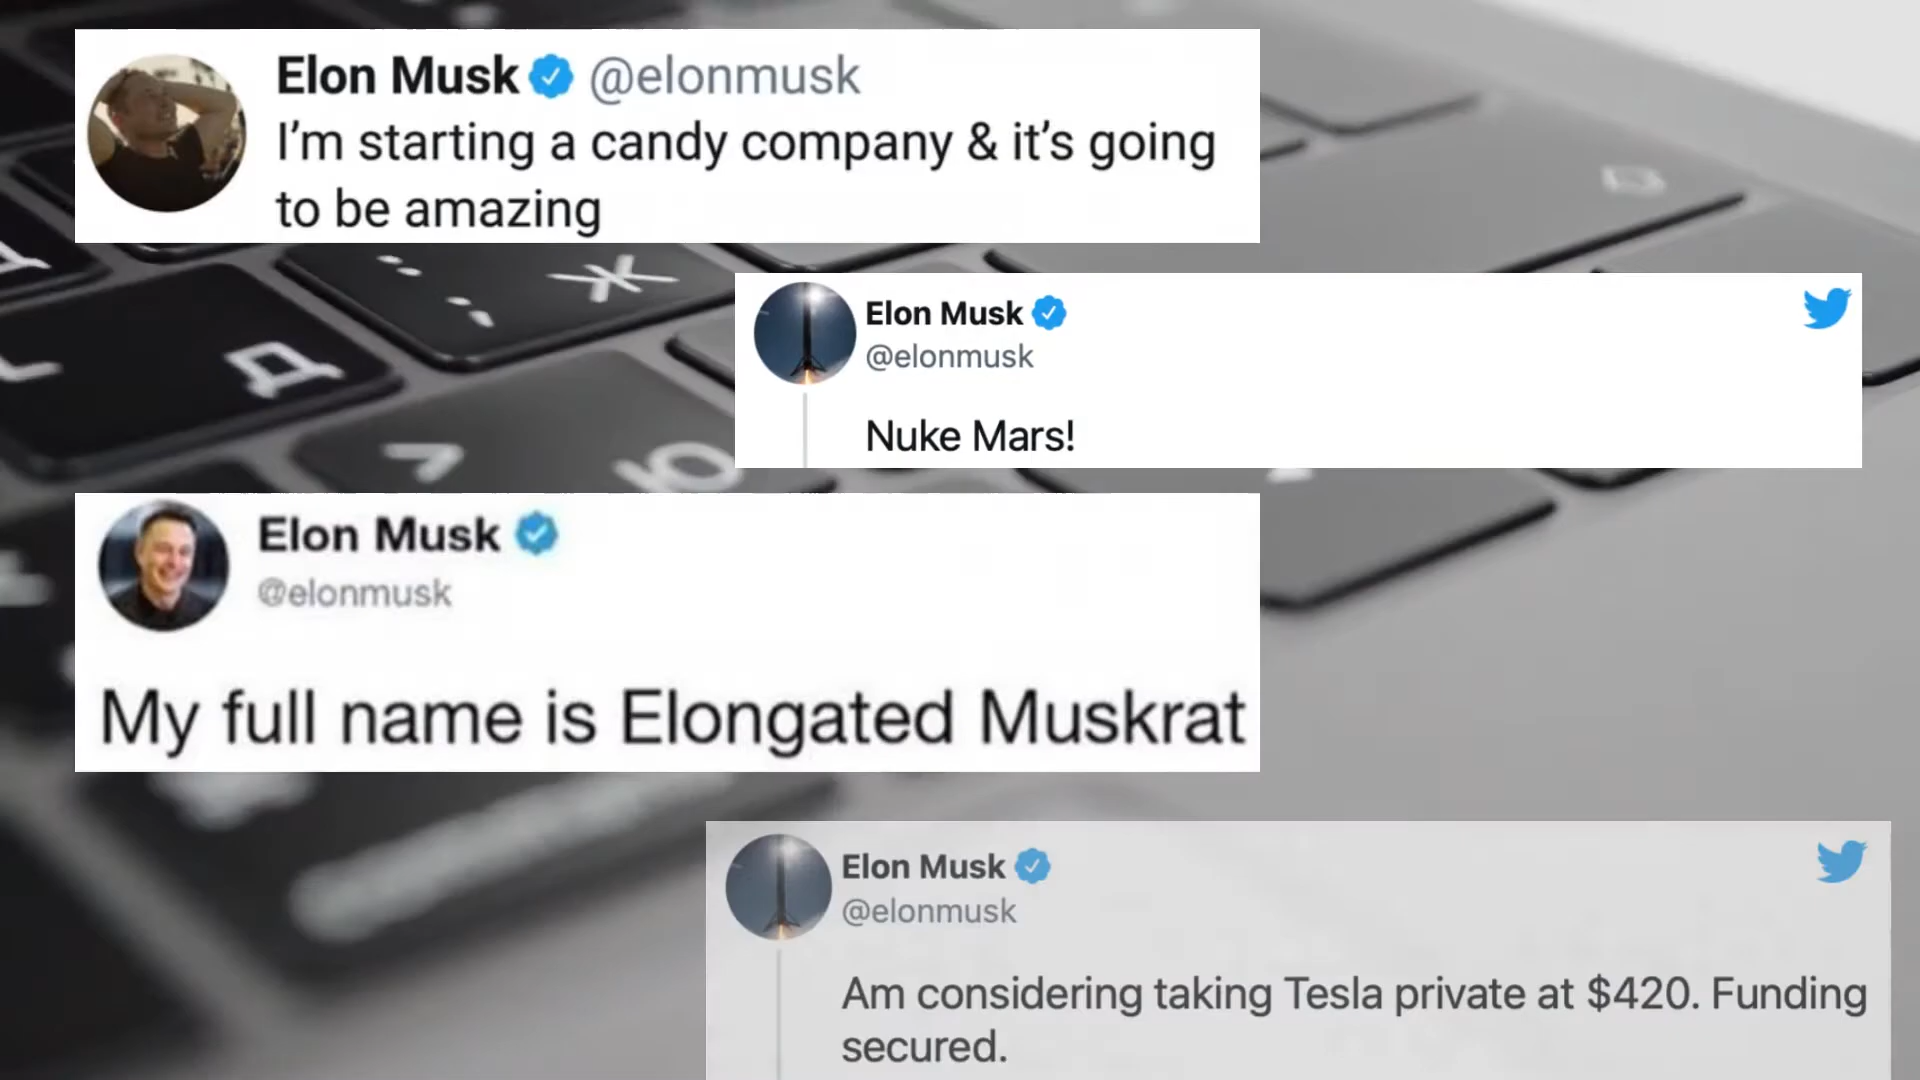 Elon Musk @elonmusk
I’m starting a candy company & it’s going
to be amazing
Elon Musk
@elonmusk
Nuke Mars!
Elon Musk
@elonmusk
My full name is Elongated Muskrat
Elon Musk
@elonmusk
Am considering taking Tesla private at $420. Funding
secured.
Ж
Д
Ю